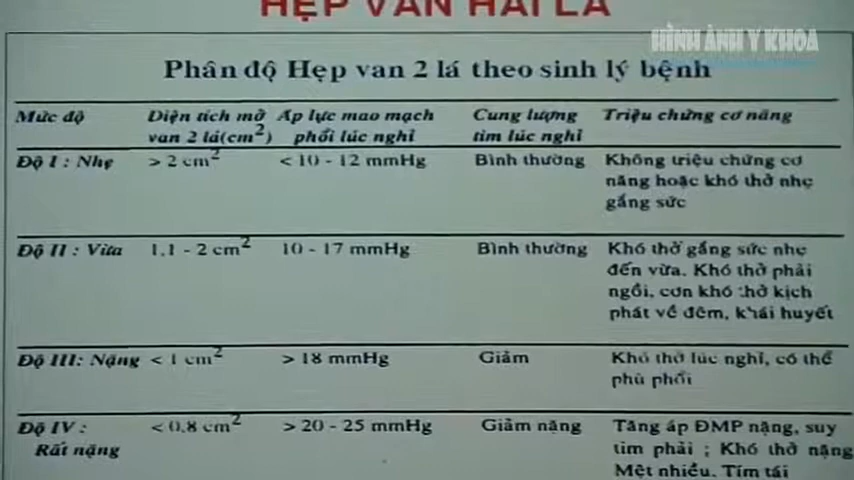 HẸP VAN HAI LÁ
HÌNH ẢNH Y KHOA
Phân độ Hẹp van 2 lá theo sinh lý bệnh
Mức độ
Diện tích mở van 2 lá(cm²)
Áp lực mao mạch phổi lúc nghỉ
Cung lượng tim lúc nghỉ
Triệu chứng cơ năng
Độ I : Nhẹ
> 2 cm²
< 10 - 12 mmHg
Bình thường
Không triệu chứng cơ
năng hoặc khó thở nhẹ
gắng sức
Độ II : Vừa
1,1 - 2 cm²
10 - 17 mmHg
Bình thường
Khó thở gắng sức nhẹ
đến vừa. Khó thở phải
ngồi, cơn khó thở kịch
phát về đêm, khái huyết
Độ III: Nặng
< 1 cm²
> 18 mmHg
Giảm
Khó thở lúc nghỉ, có thể
phù phổi
Độ IV :
Rất nặng
< 0,8 cm²
> 20 - 25 mmHg
Giảm nặng
Tăng áp ĐMP nặng, suy
tim phải ; Khó thở nặng
Mệt nhiều. Tím tái